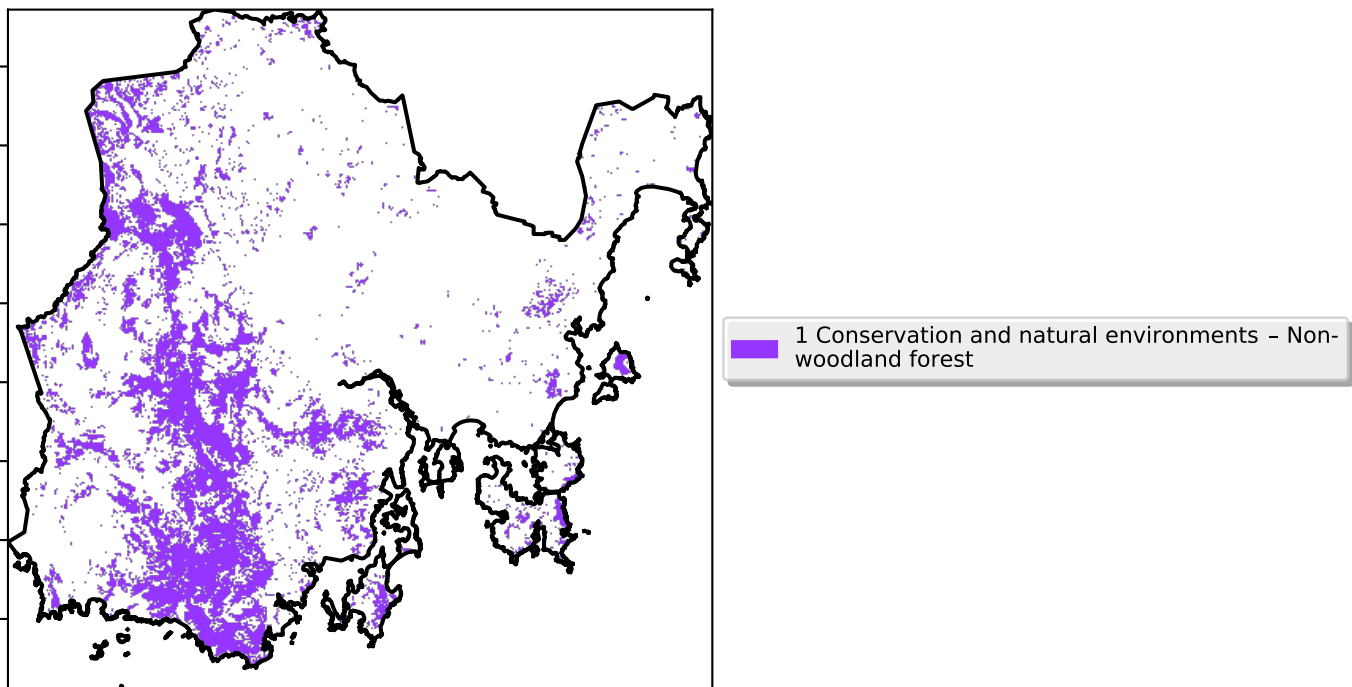 1 Conservation and natural environments – Non-
woodland forest